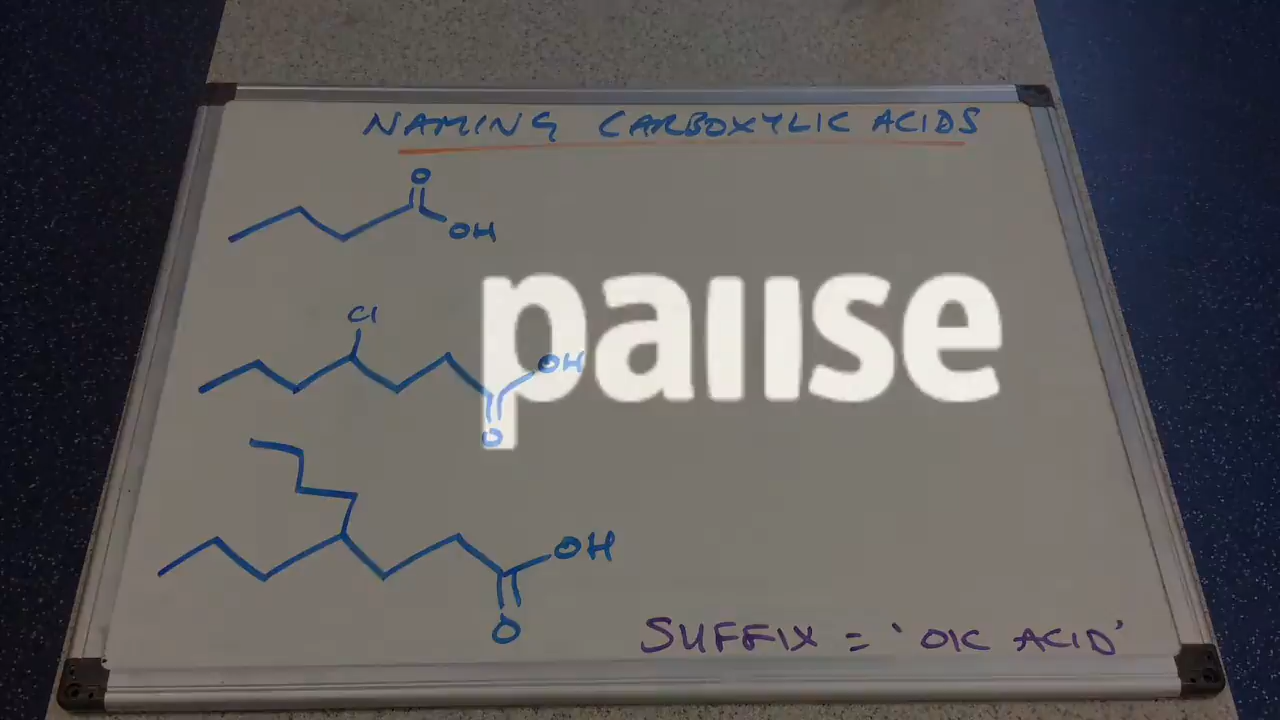 NAMING CARBOXYLIC ACIDS
O
OH
Cl
pause
OH
O
OH
O
SUFFIX = 'OIC ACID'